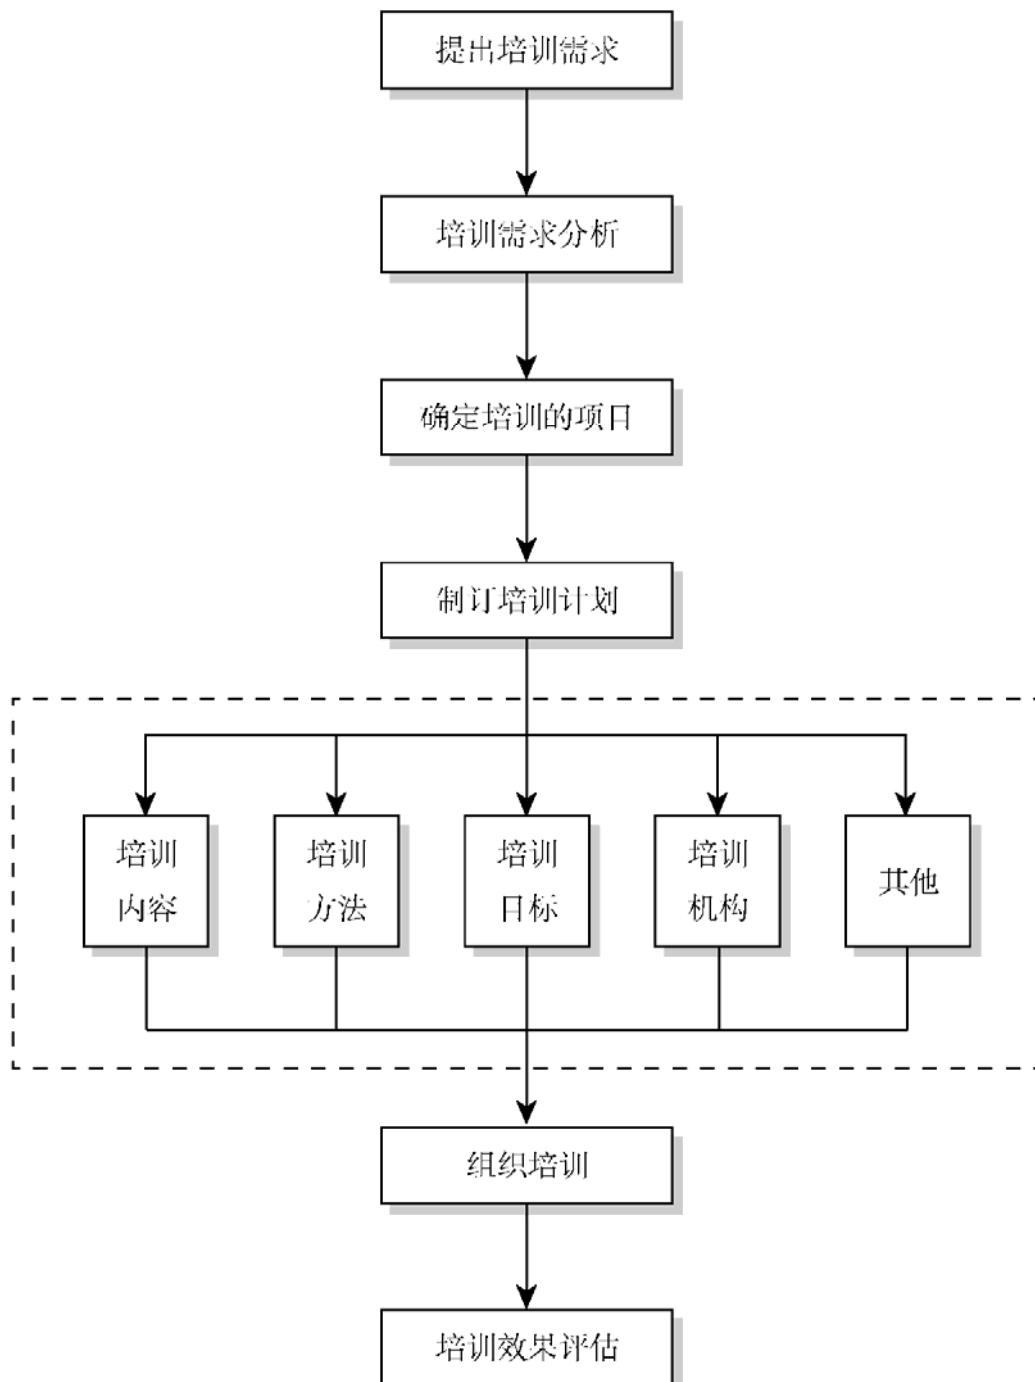 提出培训需求
培训需求分析
确定培训的项目
制订培训计划
培训
内容
培训
方法
培训
目标
培训
机构
其他
组织培训
培训效果评估